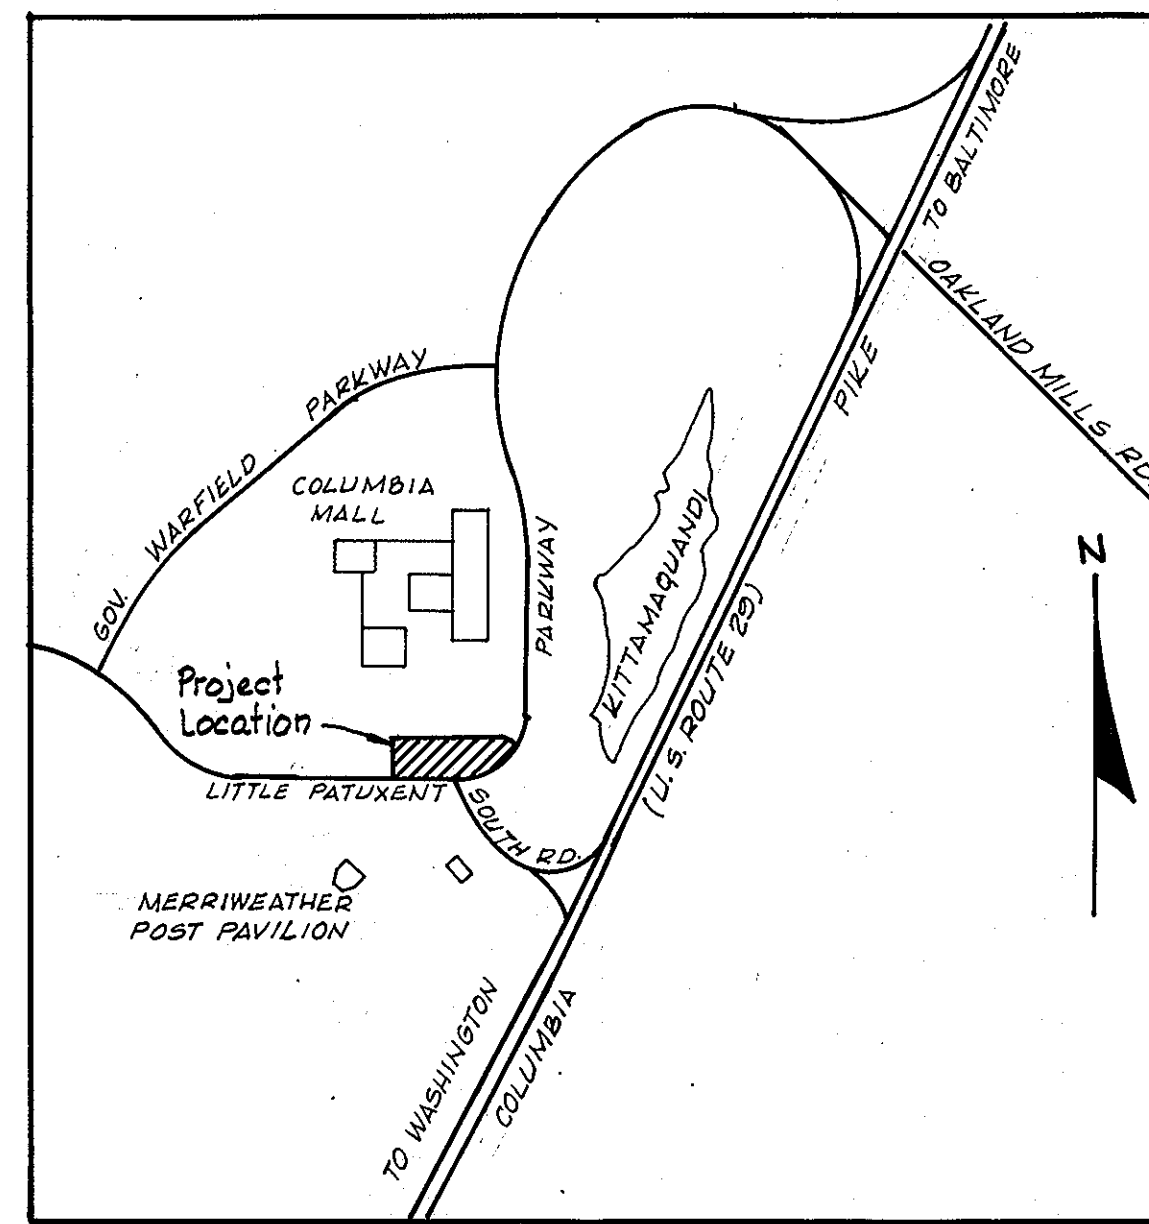 TO BALTIMORE
OAKLAND MILLS RD.
PIKE
GOV. WARFIELD PARKWAY
COLUMBIA
MALL
PARKWAY
KITTAMAQUANDI
N
(U.S. ROUTE 29)
Project
Location
LITTLE PATUXENT
SOUTH RD.
MERRIWEATHER
POST PAVILION
TO WASHINGTON
COLUMBIA